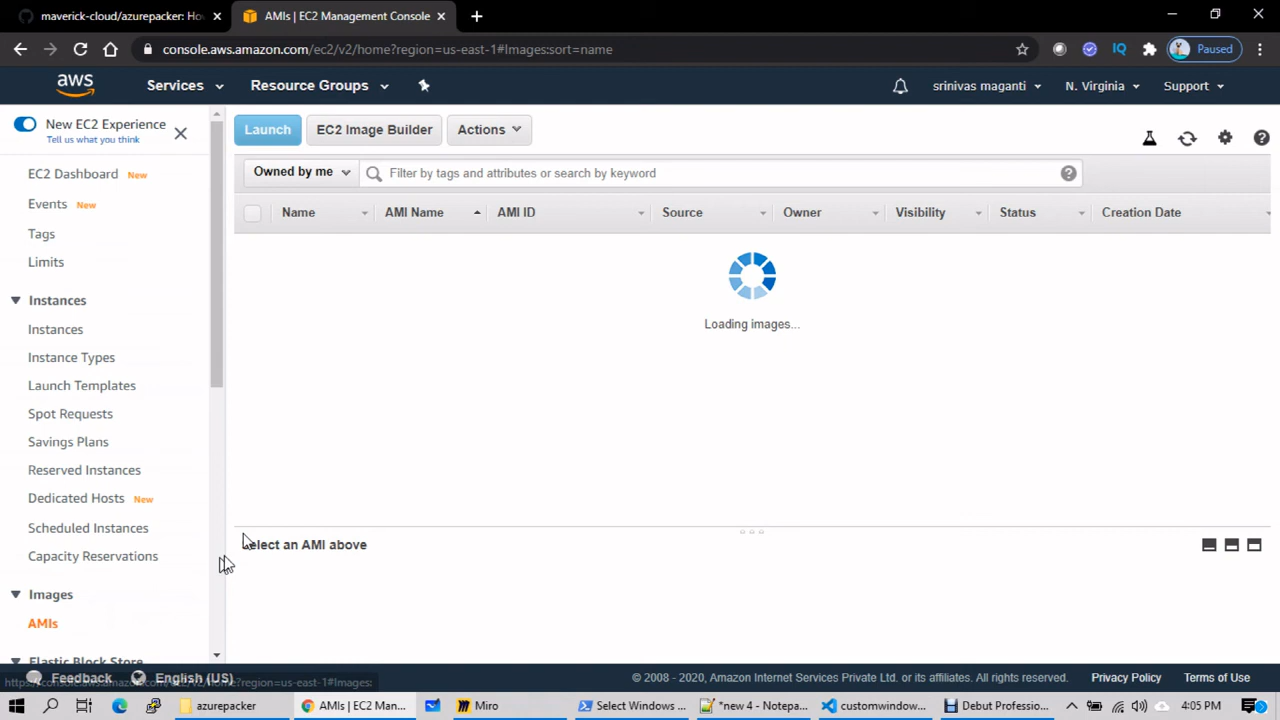 maverick-cloud/azurepacker: Ho
AMIs | EC2 Management Console
console.aws.amazon.com/ec2/v2/home?region=us-east-1#Images:sort=name
IQ
Paused
aws
Services
Resource Groups
srinivas maganti
N. Virginia
Support
New EC2 Experience
Tell us what you think
EC2 Dashboard New
Events New
Tags
Limits
Instances
Instances
Instance Types
Launch Templates
Spot Requests
Savings Plans
Reserved Instances
Dedicated Hosts New
Scheduled Instances
Capacity Reservations
Images
AMIs
Elastic Block Store
Launch
EC2 Image Builder
Actions
Owned by me
Filter by tags and attributes or search by keyword
Name
AMI Name
AMI ID
Source
Owner
Visibility
Status
Creation Date
Loading images...
Select an AMI above
Feedback
English (US)
https://console.aws.amazon.com/ec2/v2/home?region=us-east-1#Images:
© 2008 - 2020, Amazon Internet Services Private Ltd. or its affiliates. All rights reserved.
Privacy Policy
Terms of Use
azurepacker
AMIs | EC2 Man...
Miro
Select Windows ...
*new 4 - Notepa...
customwindow...
Debut Professio...
4:05 PM